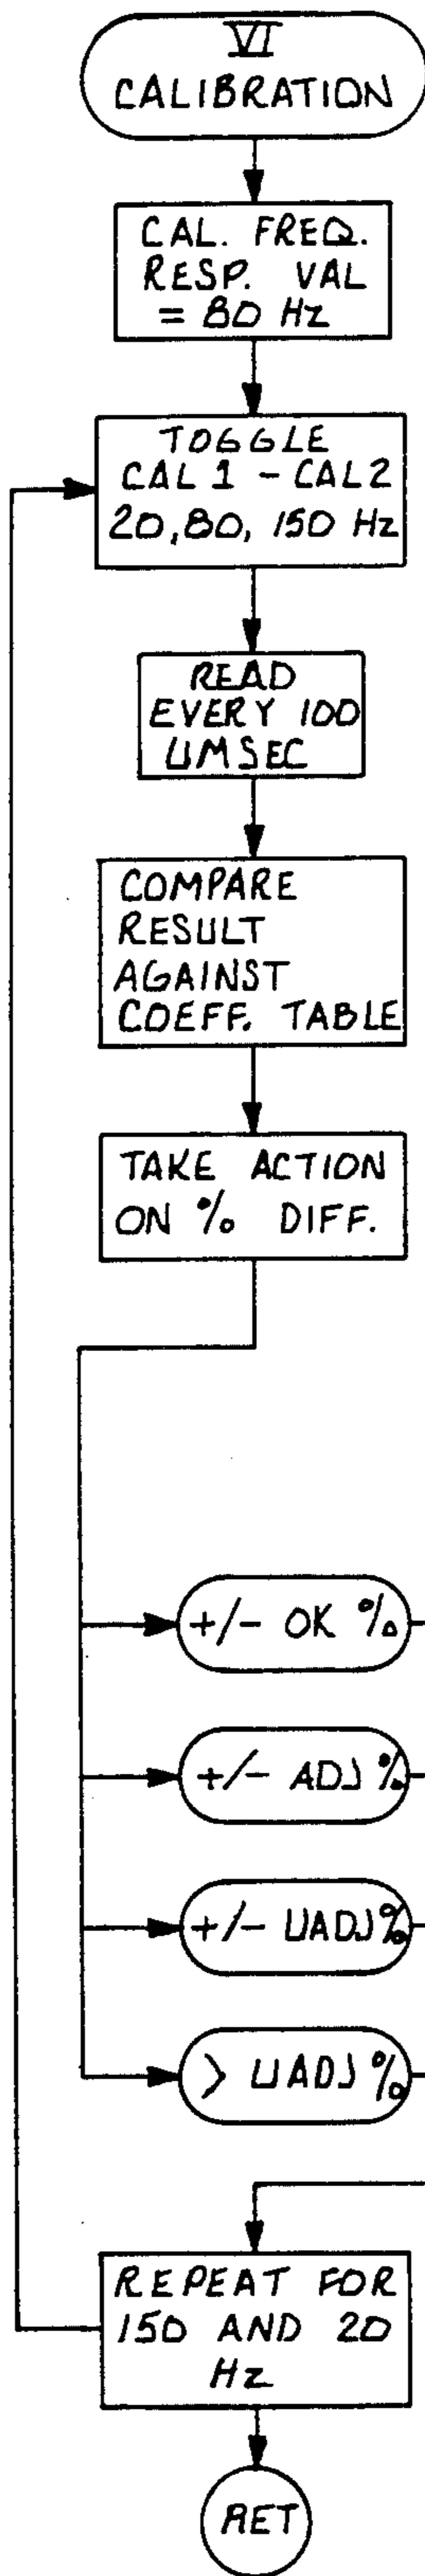 VI
CALIBRATION
CAL. FREQ.
RESP. VAL
= 80 Hz
TOGGLE
CAL 1 - CAL 2
20,80, 150 Hz
READ
EVERY 100
UMSEC
COMPARE
RESULT
AGAINST
COEFF. TABLE
TAKE ACTION
ON % DIFF.
+/- OK %
+/- ADJ %
+/- UADJ%
> UADJ %
REPEAT FOR
150 AND 20
Hz
RET